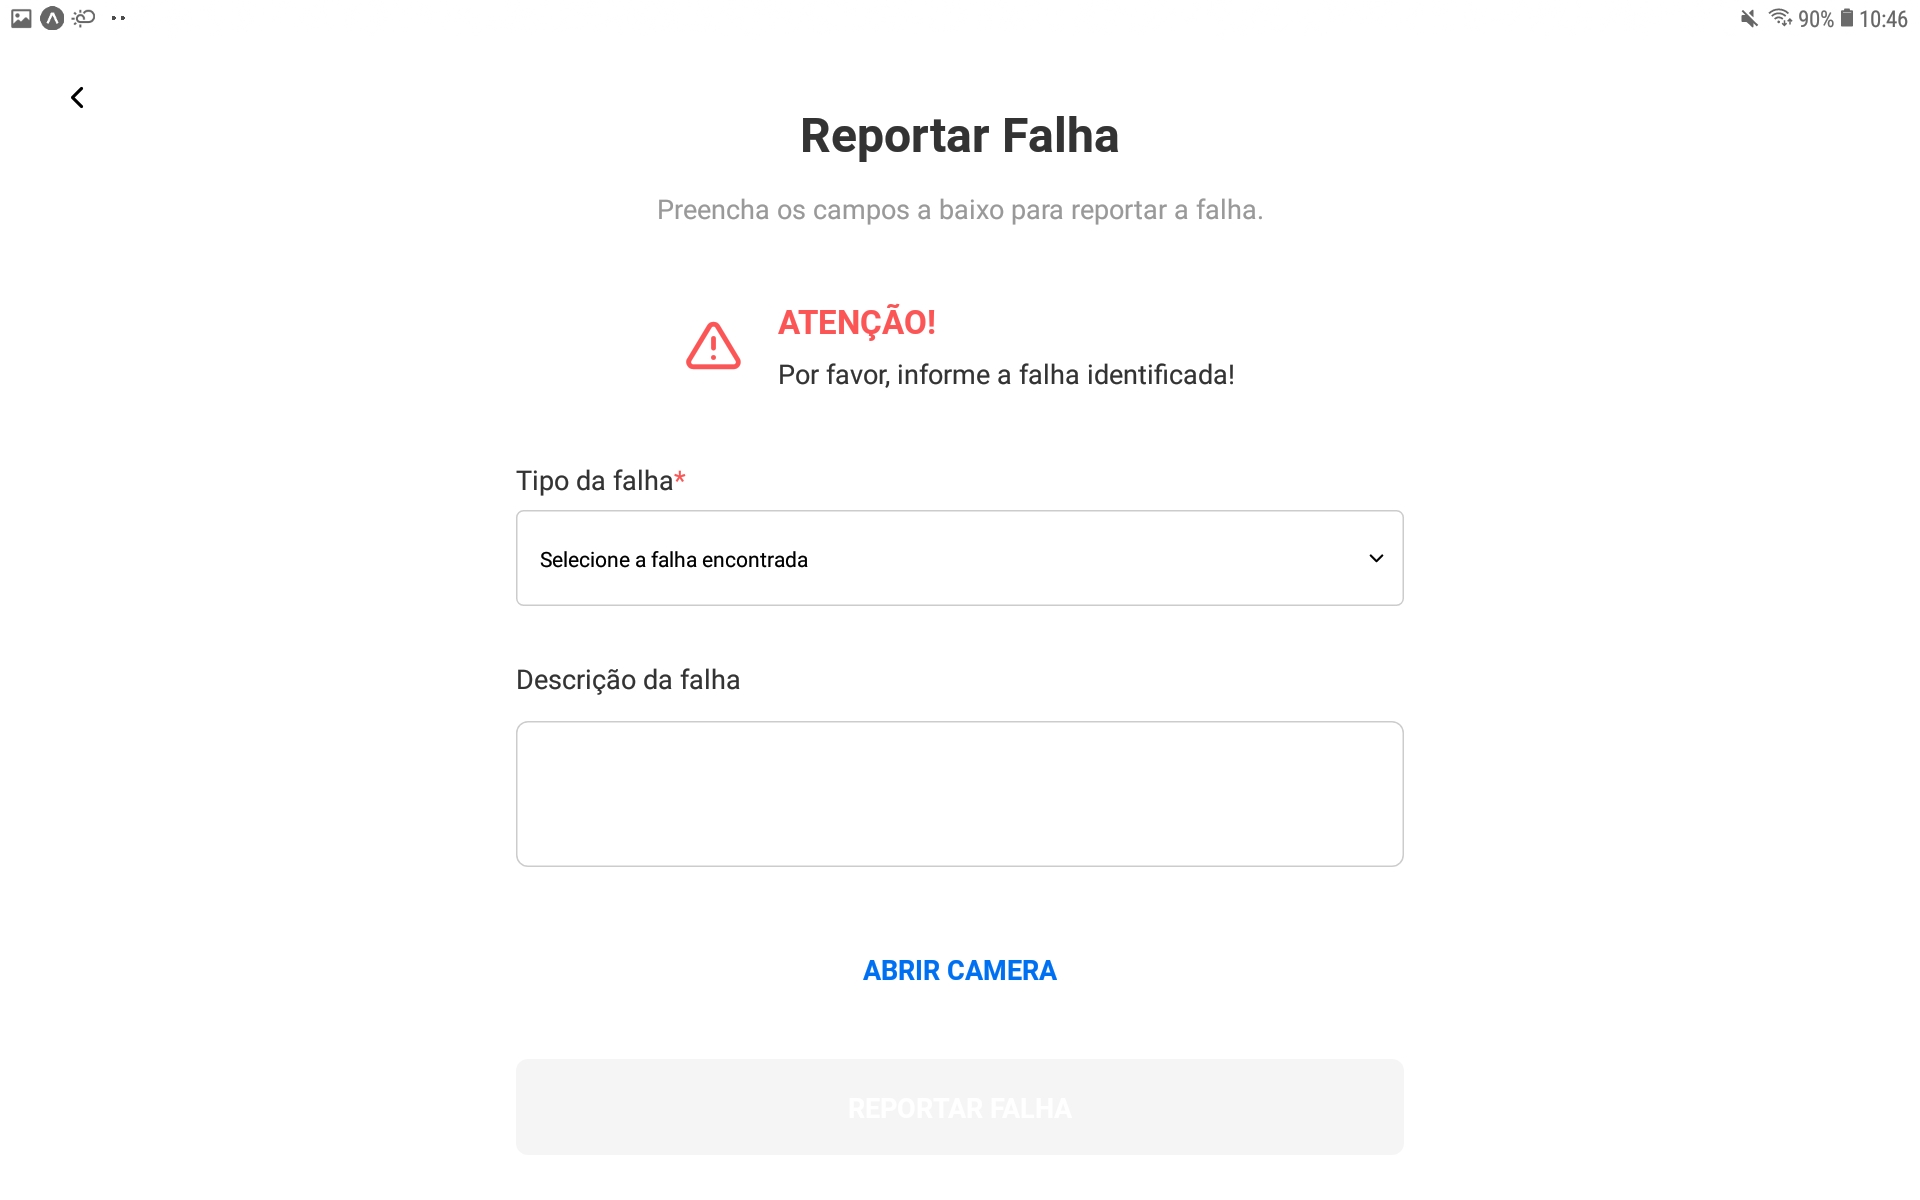 90% 10:46
Reportar Falha
Preencha os campos a baixo para reportar a falha.
ATENÇÃO!
Por favor, informe a falha identificada!
Tipo da falha*
Selecione a falha encontrada
Descrição da falha
ABRIR CAMERA
REPORTAR FALHA